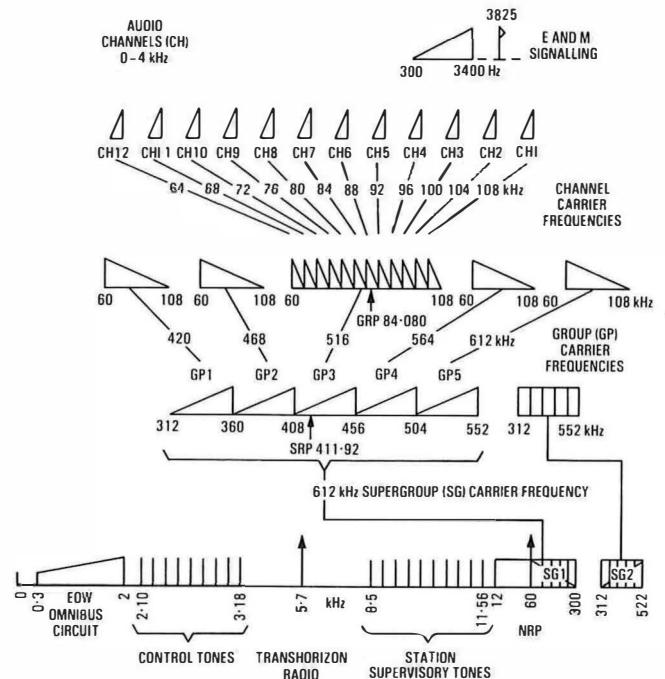 AUDIO
CHANNELS (CH)
0-4 kHz
3825
E AND M
SIGNALLING
300
3400 Hz
CH12 CH1 1 CH10 CH9 CH8 CH7 CH6 CH5 CH4 CH3 CH2 CH1
64 68 72 76 80 84 88 92 96 100 104 108 kHz
CHANNEL
CARRIER
FREQUENCIES
60 108 60 108 60 108 60 108 60 108 kHz
GRP 84·080
420 468 516 564 612 kHz
GROUP (GP)
CARRIER
FREQUENCIES
GP1 GP2 GP3 GP4 GP5
312 360 408 456 504 552 312 552 kHz
SRP 411·92
612 kHz SUPERGROUP (SG) CARRIER FREQUENCY
SG1 SG2
0 0·3 2 2·10 3·18 5·7 kHz 8·5 11·56 12 60 300 312 522
EOW
OMNIBUS
CIRCUIT
NRP
CONTROL TONES
TRANSHORIZON
RADIO
STATION
SUPERVISORY TONES